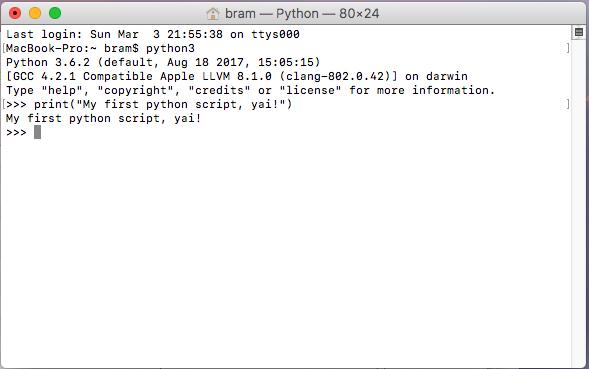 bram — Python — 80×24
Last login: Sun Mar  3 21:55:38 on ttys000
[MacBook-Pro:~ bram$ python3 ]
Python 3.6.2 (default, Aug 18 2017, 15:05:15)
[GCC 4.2.1 Compatible Apple LLVM 8.1.0 (clang-802.0.42)] on darwin
Type "help", "copyright", "credits" or "license" for more information.
[>>> print("My first python script, yai!") ]
My first python script, yai!
>>>